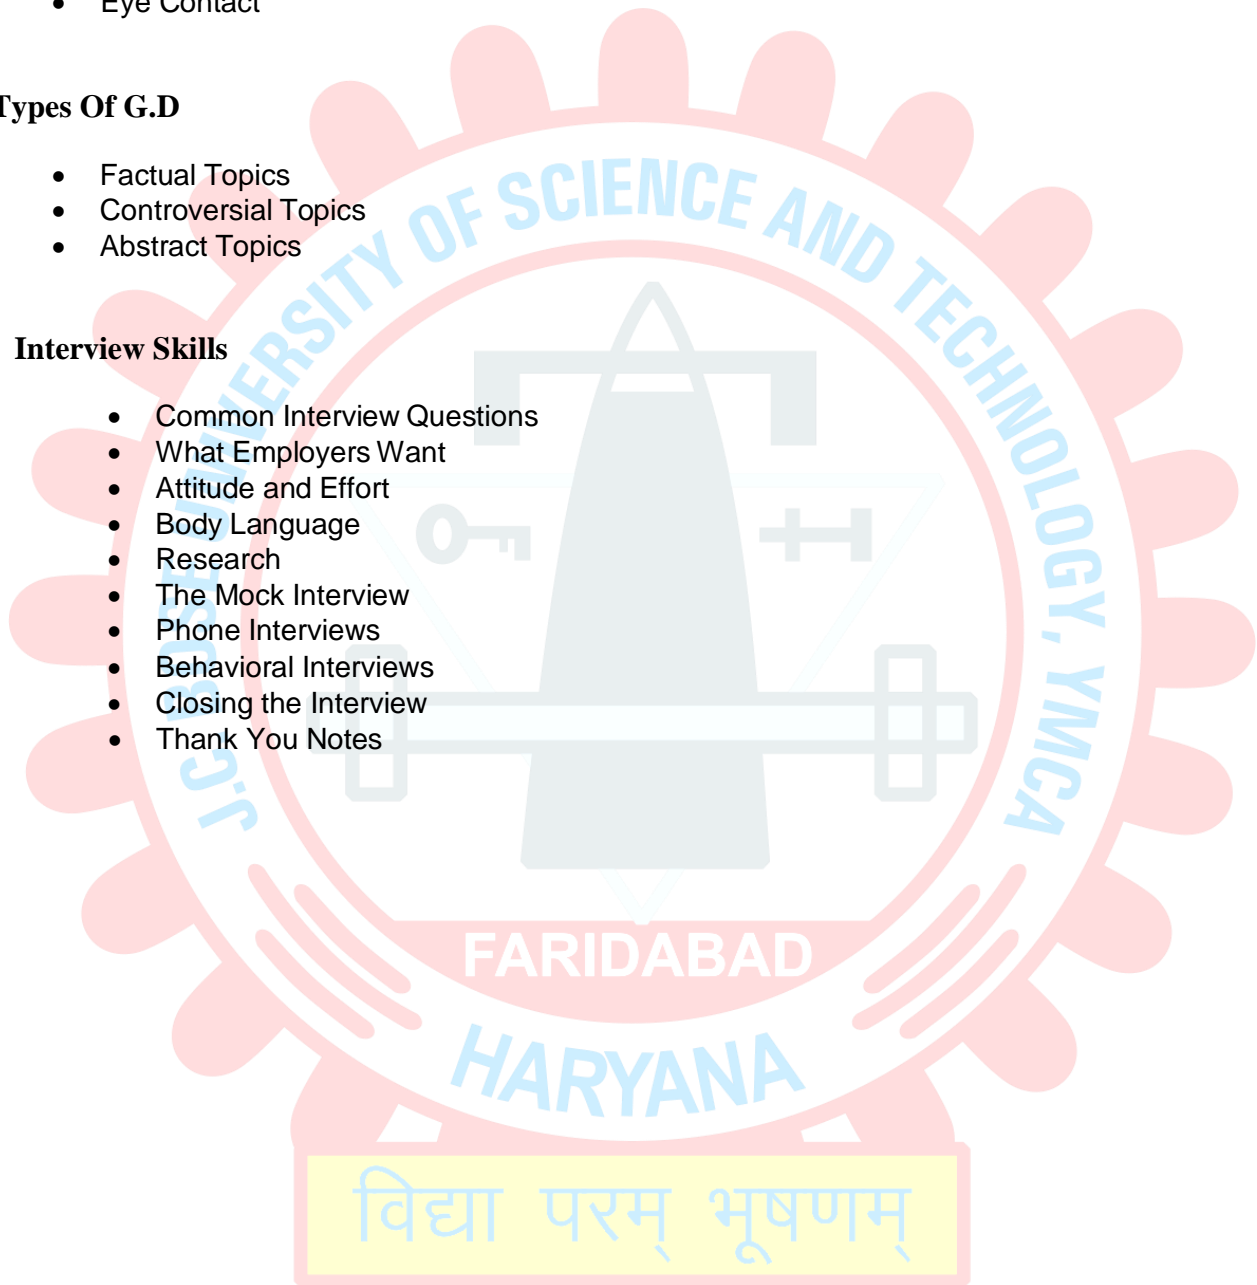 • Eye Contact
Types Of G.D
• Factual Topics
• Controversial Topics
• Abstract Topics
Interview Skills
• Common Interview Questions
• What Employers Want
• Attitude and Effort
• Body Language
• Research
• The Mock Interview
• Phone Interviews
• Behavioral Interviews
• Closing the Interview
• Thank You Notes
J.C. BOSE UNIVERSITY OF SCIENCE AND TECHNOLOGY, YMCA
FARIDABAD
HARYANA
विद्या परम् भूषणम्